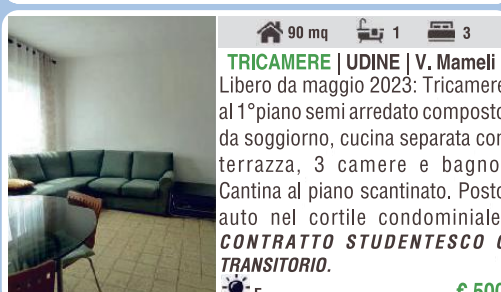 90 mq 1 3
TRICAMERE | UDINE | V. Mameli
Libero da maggio 2023: Tricamere
al 1°piano semi arredato composto
da soggiorno, cucina separata con
terrazza, 3 camere e bagno
Cantina al piano scantinato. Posto
auto nel cortile condominiale
CONTRATTO STUDENTESCO O
TRANSITORIO.
€ 500